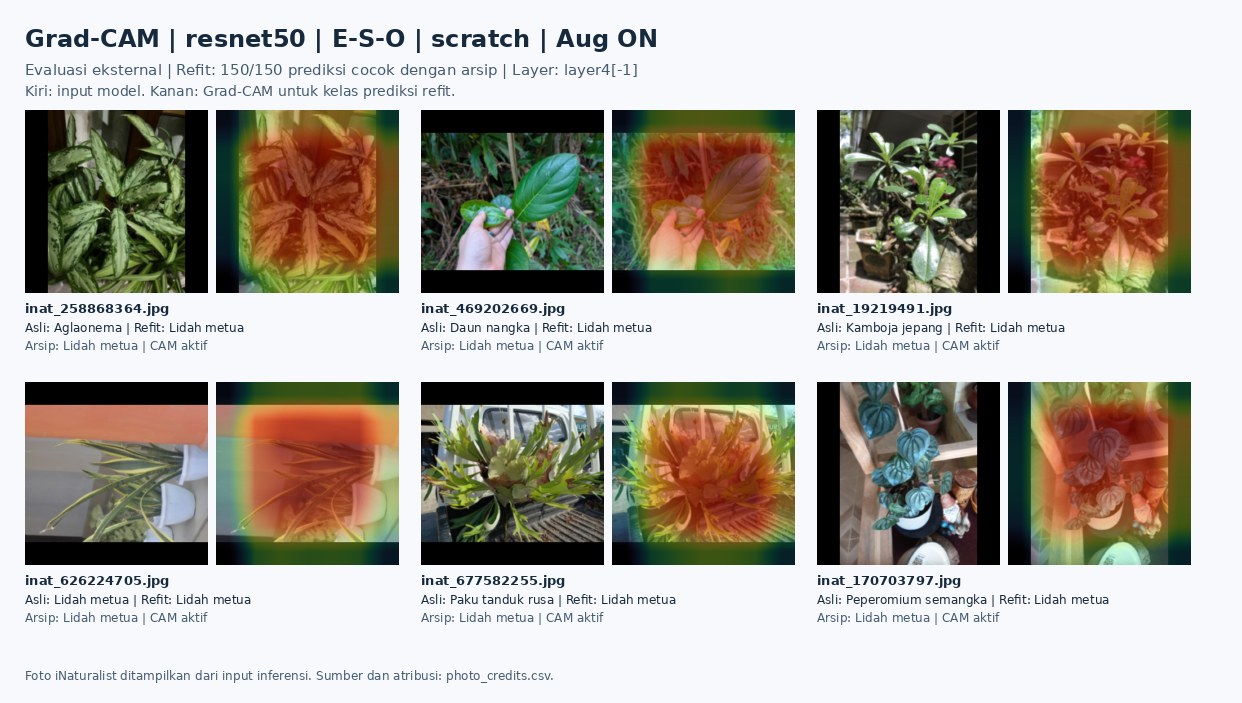 Grad-CAM | resnet50 | E-S-O | scratch | Aug ON
Evaluasi eksternal | Refit: 150/150 prediksi cocok dengan arsip | Layer: layer4[-1]
Kiri: input model. Kanan: Grad-CAM untuk kelas prediksi refit.
inat_258868364.jpg
Asli: Aglaonema | Refit: Lidah metua
Arsip: Lidah metua | CAM aktif
inat_469202669.jpg
Asli: Daun nangka | Refit: Lidah metua
Arsip: Lidah metua | CAM aktif
inat_19219491.jpg
Asli: Kamboja jepang | Refit: Lidah metua
Arsip: Lidah metua | CAM aktif
inat_626224705.jpg
Asli: Lidah metua | Refit: Lidah metua
Arsip: Lidah metua | CAM aktif
inat_677582255.jpg
Asli: Paku tanduk rusa | Refit: Lidah metua
Arsip: Lidah metua | CAM aktif
inat_170703797.jpg
Asli: Peperomium semangka | Refit: Lidah metua
Arsip: Lidah metua | CAM aktif
Foto iNaturalist ditampilkan dari input inferensi. Sumber dan atribusi: photo_credits.csv.